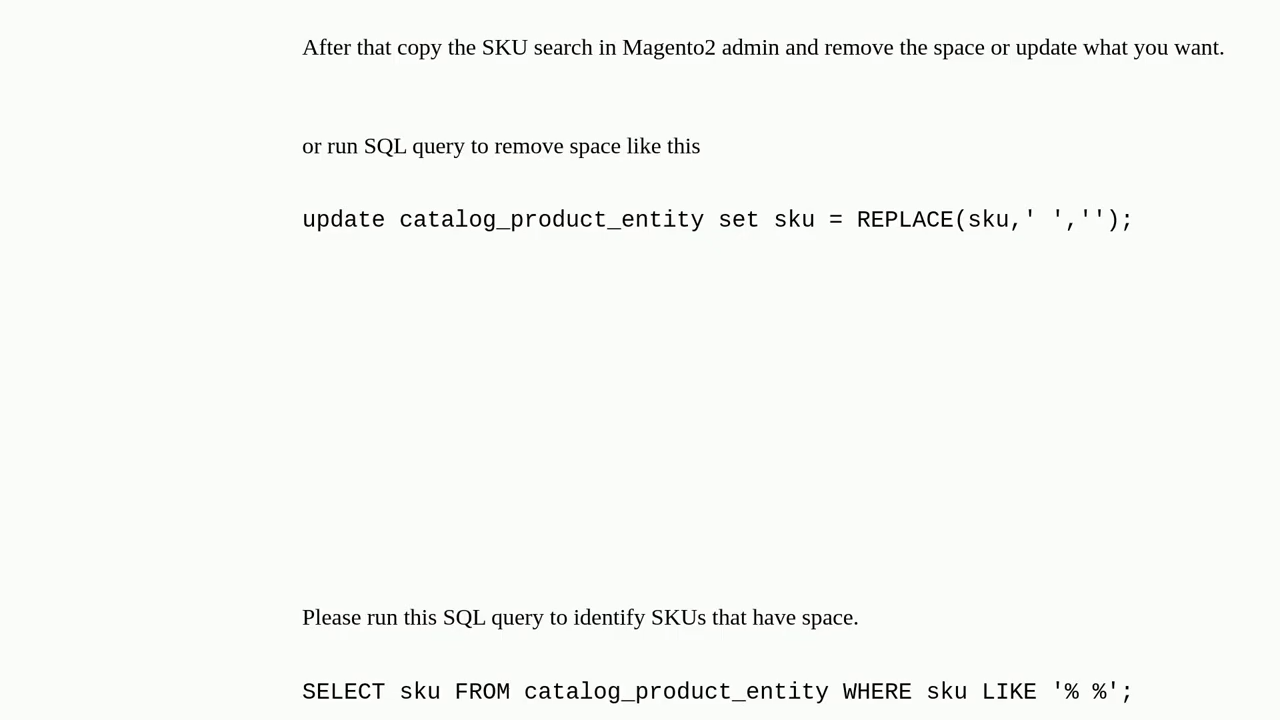 After that copy the SKU search in Magento2 admin and remove the space or update what you want.
or run SQL query to remove space like this
update catalog_product_entity set sku = REPLACE(sku,' ','');
Please run this SQL query to identify SKUs that have space.
SELECT sku FROM catalog_product_entity WHERE sku LIKE '% %';